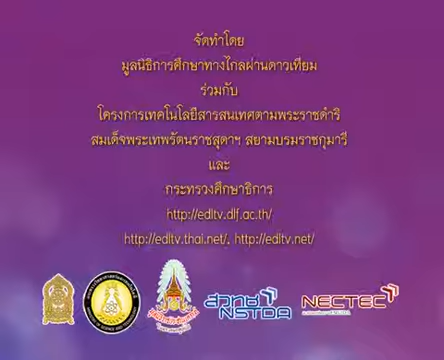 จัดทำโดย
มูลนิธิการศึกษาทางไกลผ่านดาวเทียม
ร่วมกับ
โครงการเทคโนโลยีสารสนเทศตามพระราชดำริ
สมเด็จพระเทพรัตนราชสุดาฯ สยามบรมราชกุมารี
และ
กระทรวงศึกษาธิการ
http://edltv.dlf.ac.th/
http://edltv.thai.net/, http://edltv.net/
สวทช
NSTDA
NECTEC